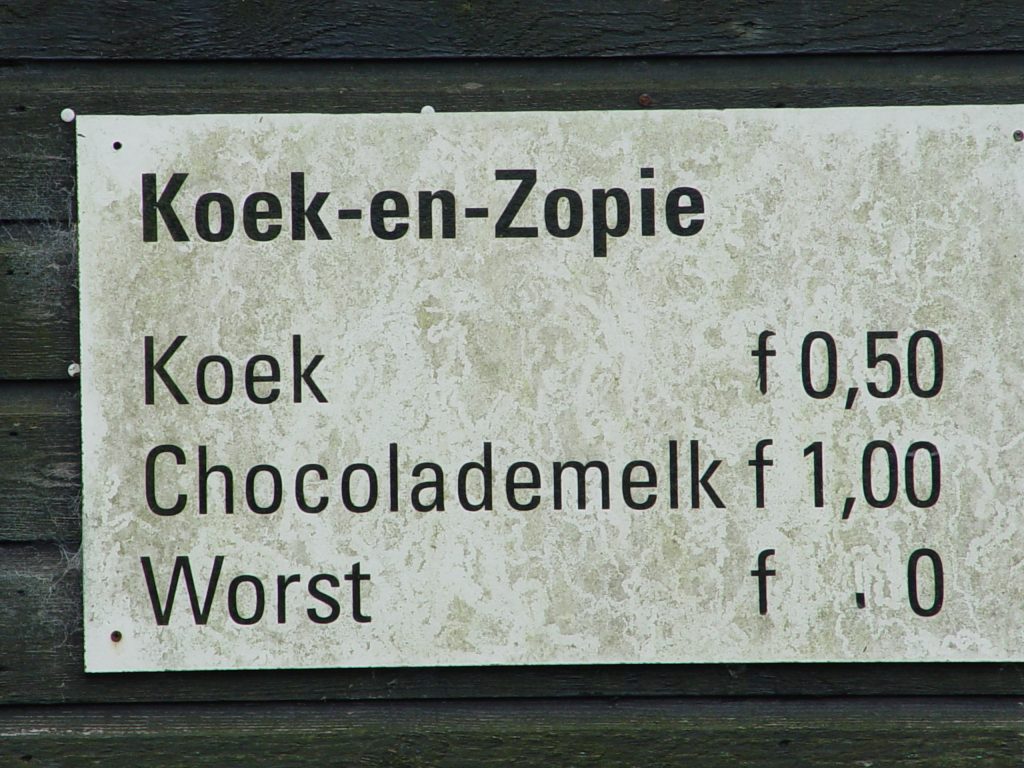 Koek-en-Zopie
Koek f 0,50
Chocolademelk f 1,00
Worst f , 0